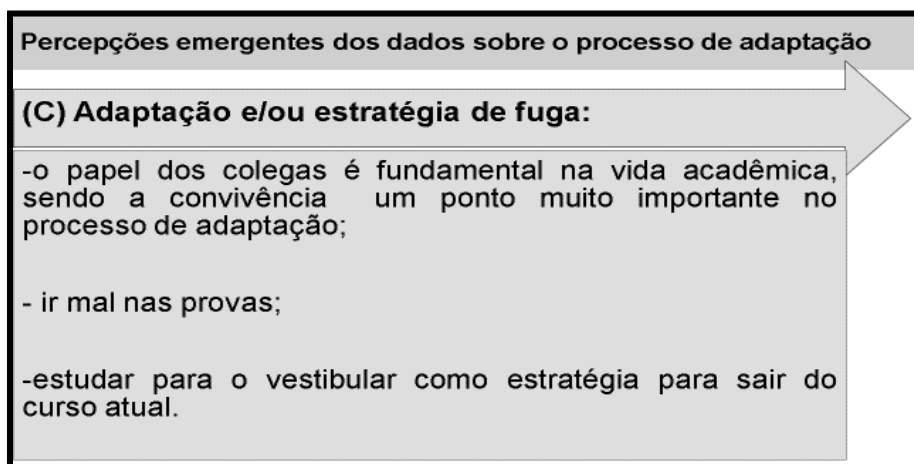 Percepções emergentes dos dados sobre o processo de adaptação
(C) Adaptação e/ou estratégia de fuga:
-o papel dos colegas é fundamental na vida acadêmica,
sendo a convivência um ponto muito importante no
processo de adaptação;
- ir mal nas provas;
-estudar para o vestibular como estratégia para sair do
curso atual.